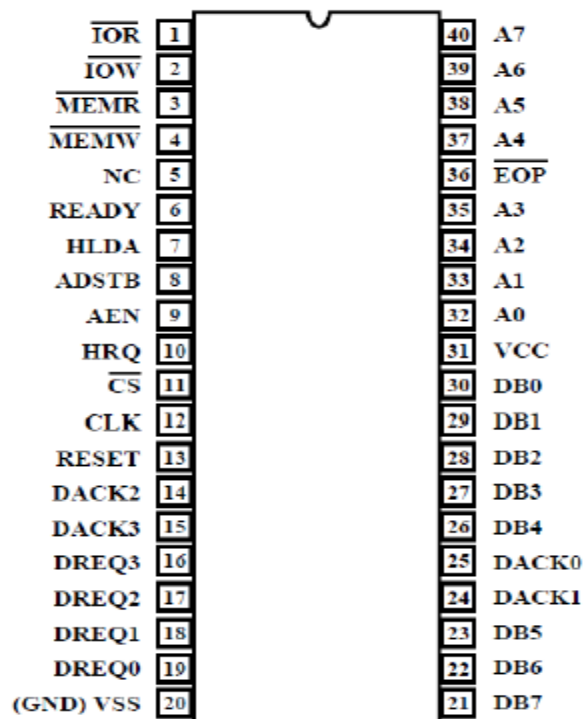 IOR 1 40 A7
IOW 2 39 A6
MEMR 3 38 A5
MEMW 4 37 A4
NC 5 36 EOP
READY 6 35 A3
HLDA 7 34 A2
ADSTB 8 33 A1
AEN 9 32 A0
HRQ 10 31 VCC
CS 11 30 DB0
CLK 12 29 DB1
RESET 13 28 DB2
DACK2 14 27 DB3
DACK3 15 26 DB4
DREQ3 16 25 DACK0
DREQ2 17 24 DACK1
DREQ1 18 23 DB5
DREQ0 19 22 DB6
(GND) VSS 20 21 DB7